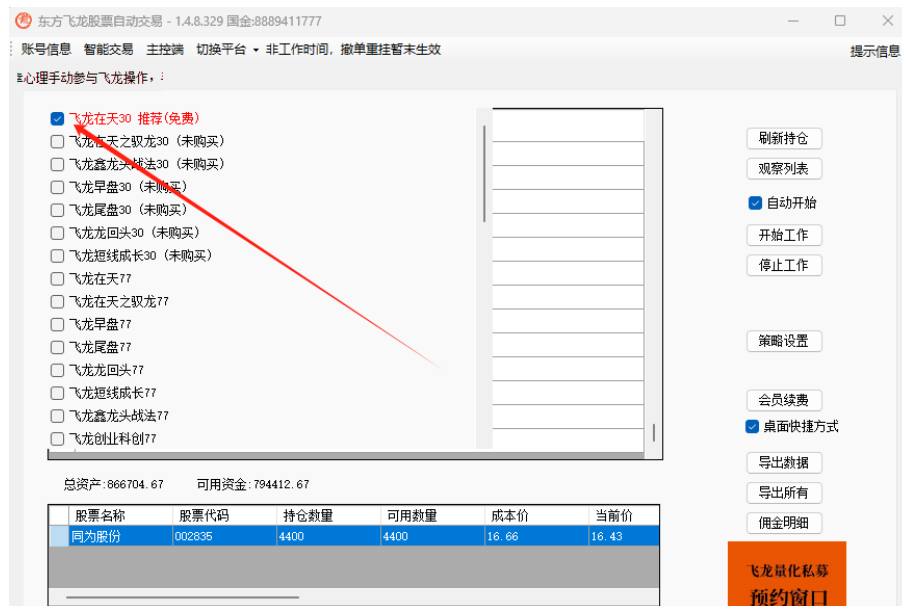 东方飞龙股票自动交易 - 1.4.8.329 国金:8889411777
账号信息 智能交易 主控端 切换平台 非工作时间, 撤单重挂暂未生效
提示信息
心理手动参与飞龙操作，
飞龙在天30 推荐(免费)
飞龙在天之驭龙30 (未购买)
飞龙鑫龙头战法30 (未购买)
飞龙早盘30 (未购买)
飞龙尾盘30 (未购买)
飞龙龙回头30 (未购买)
飞龙短线成长30 (未购买)
飞龙在天77
飞龙在天之驭龙77
飞龙早盘77
飞龙尾盘77
飞龙龙回头77
飞龙短线成长77
飞龙鑫龙头战法77
飞龙创业科创77
刷新持仓
观察列表
自动开始
开始工作
停止工作
策略设置
会员续费
桌面快捷方式
导出数据
导出所有
佣金明细
总资产:866704.67 可用资金:794412.67
股票名称 股票代码 持仓数量 可用数量 成本价 当前价
同为股份 002835 4400 4400 16.66 16.43
飞龙量化私募
预约窗口